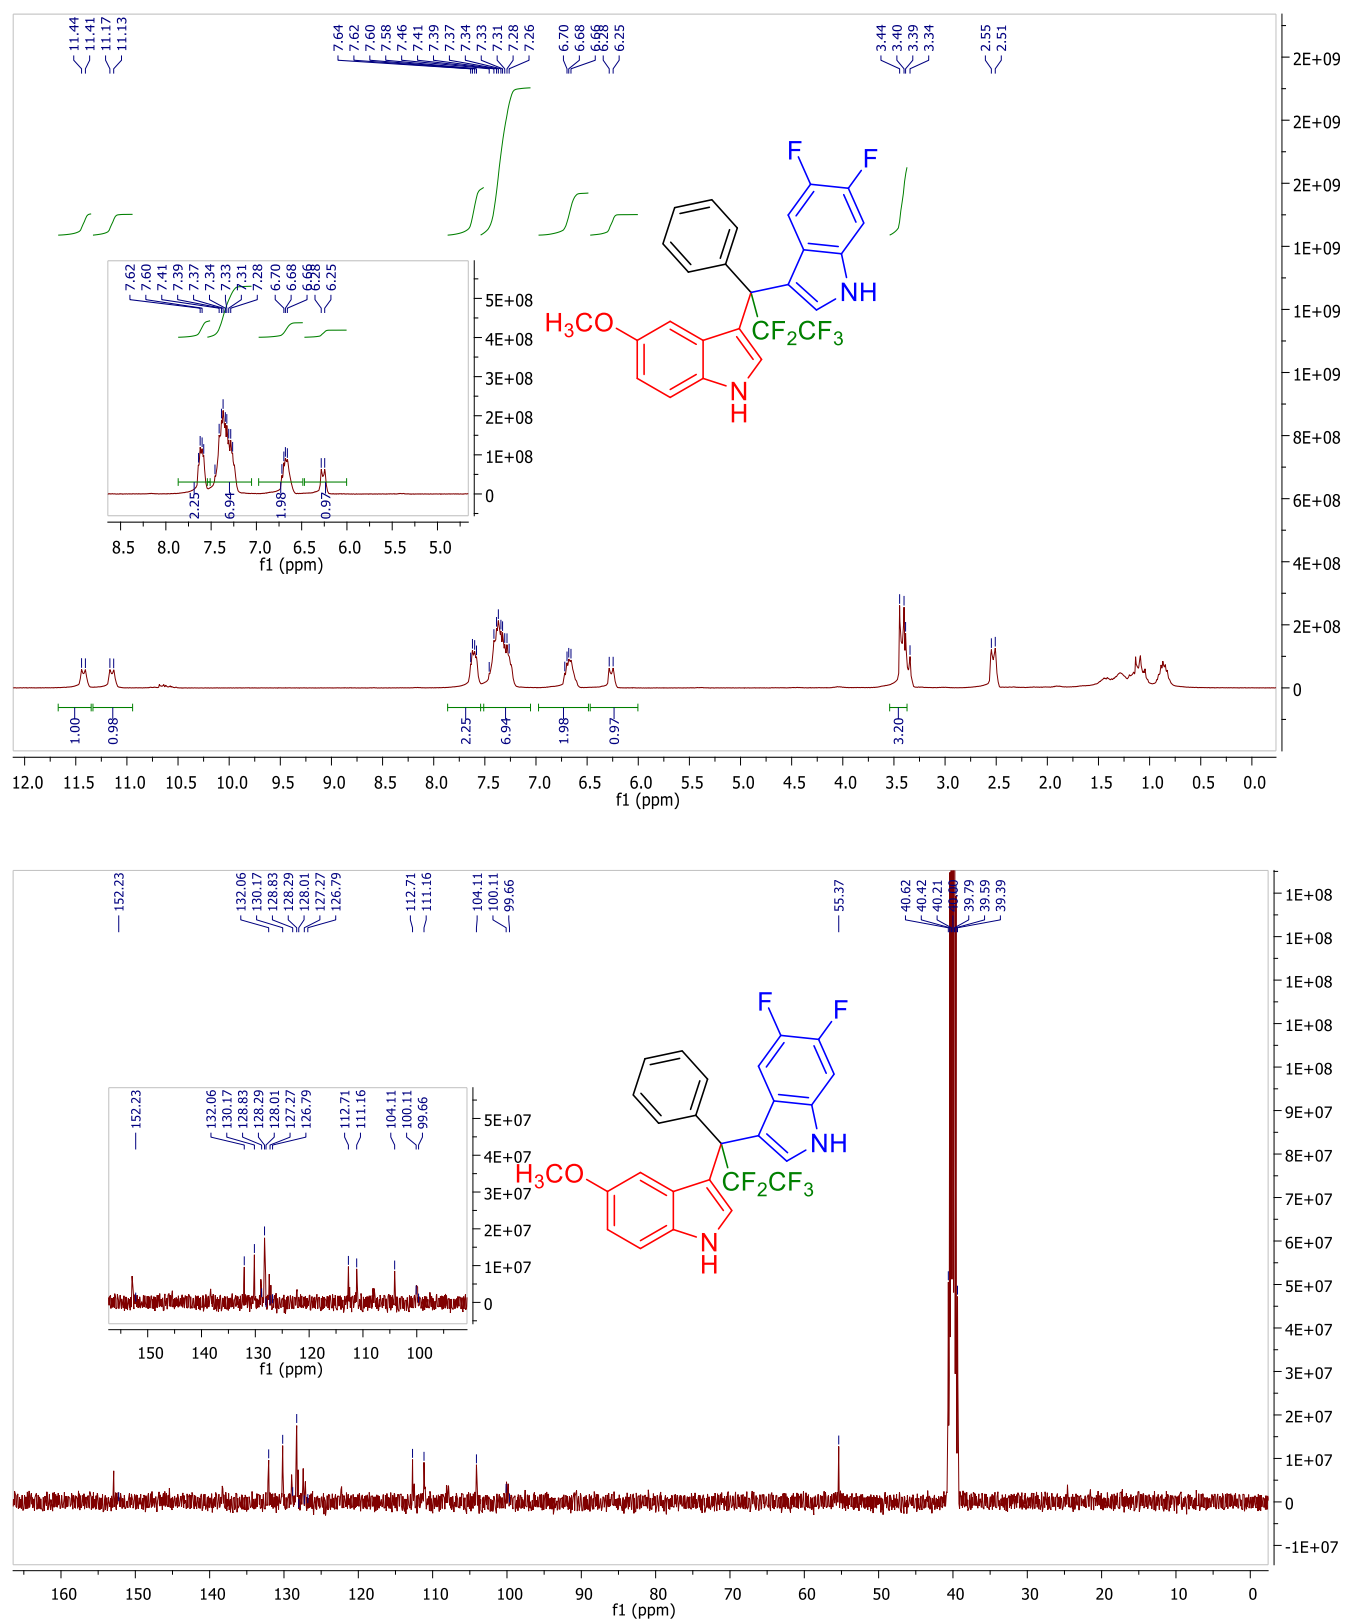 11.44 11.41 11.17 11.13 7.64 7.62 7.60 7.58 7.46 7.41 7.39 7.37 7.34 7.33 7.31 7.28 7.26 6.70 6.68 6.66 6.28 6.25 3.44 3.40 3.39 3.34 2.55 2.51
2E+09
2E+09
2E+09
1E+09
1E+09
1E+09
8E+08
6E+08
4E+08
2E+08
0
F F
NH
H3CO CF2CF3
N
H
7.62 7.60 7.41 7.39 7.37 7.34 7.33 7.31 7.28 6.70 6.68 6.66 6.28 6.25
5E+08
4E+08
3E+08
2E+08
1E+08
0
2.25 6.94 1.98 0.97
8.5 8.0 7.5 7.0 6.5 6.0 5.5 5.0
f1 (ppm)
1.00 0.98 2.25 6.94 1.98 0.97 3.20
12.0 11.5 11.0 10.5 10.0 9.5 9.0 8.5 8.0 7.5 7.0 6.5 6.0 5.5 5.0 4.5 4.0 3.5 3.0 2.5 2.0 1.5 1.0 0.5 0.0
f1 (ppm)
152.23 132.06 130.17 128.83 128.29 128.01 127.27 126.79 112.71 111.16 104.11 100.11 99.66 55.37 40.62 40.42 40.21 39.79 39.59 39.39
1E+08
1E+08
1E+08
1E+08
1E+08
9E+07
8E+07
7E+07
6E+07
5E+07
4E+07
3E+07
2E+07
1E+07
0
-1E+07
F F
NH
H3CO CF2CF3
N
H
152.23 132.06 130.17 128.83 128.29 128.01 127.27 126.79 112.71 111.16 104.11 100.11 99.66
5E+07
4E+07
3E+07
2E+07
1E+07
0
150 140 130 120 110 100
f1 (ppm)
160 150 140 130 120 110 100 90 80 70 60 50 40 30 20 10 0
f1 (ppm)